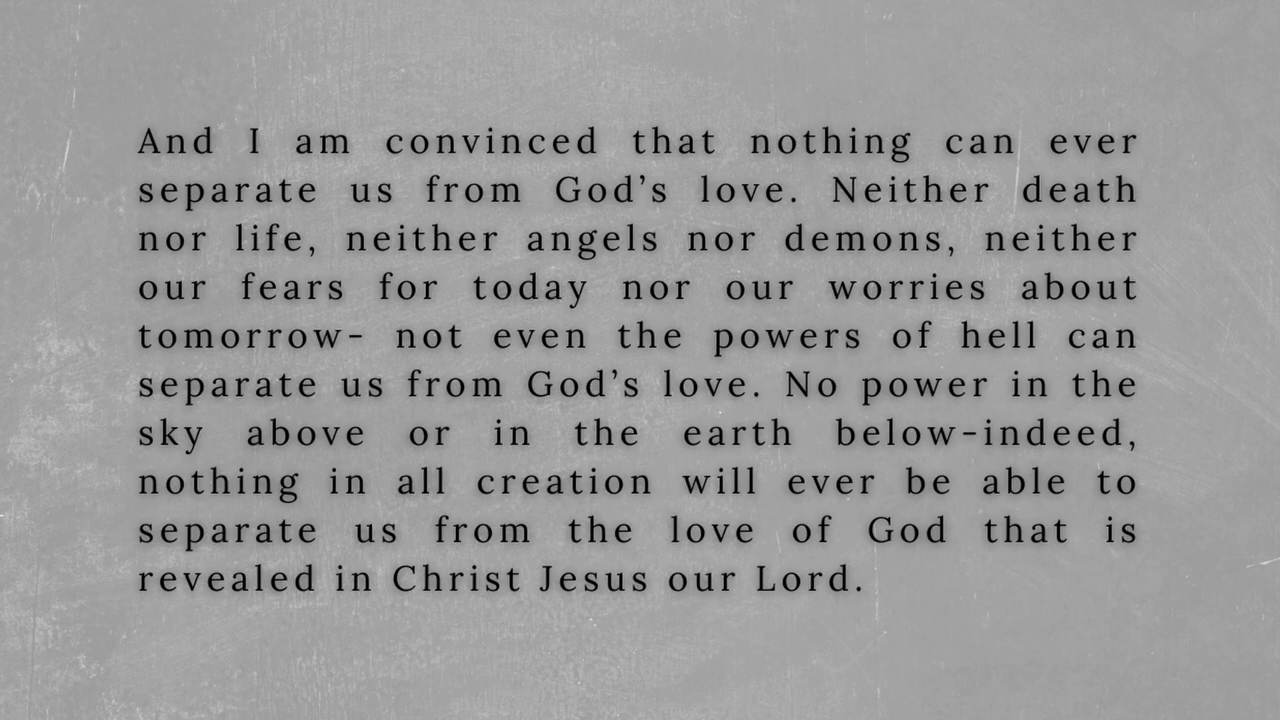 And I am convinced that nothing can ever
separate us from God’s love. Neither death
nor life, neither angels nor demons, neither
our fears for today nor our worries about
tomorrow- not even the powers of hell can
separate us from God’s love. No power in the
sky above or in the earth below-indeed,
nothing in all creation will ever be able to
separate us from the love of God that is
revealed in Christ Jesus our Lord.